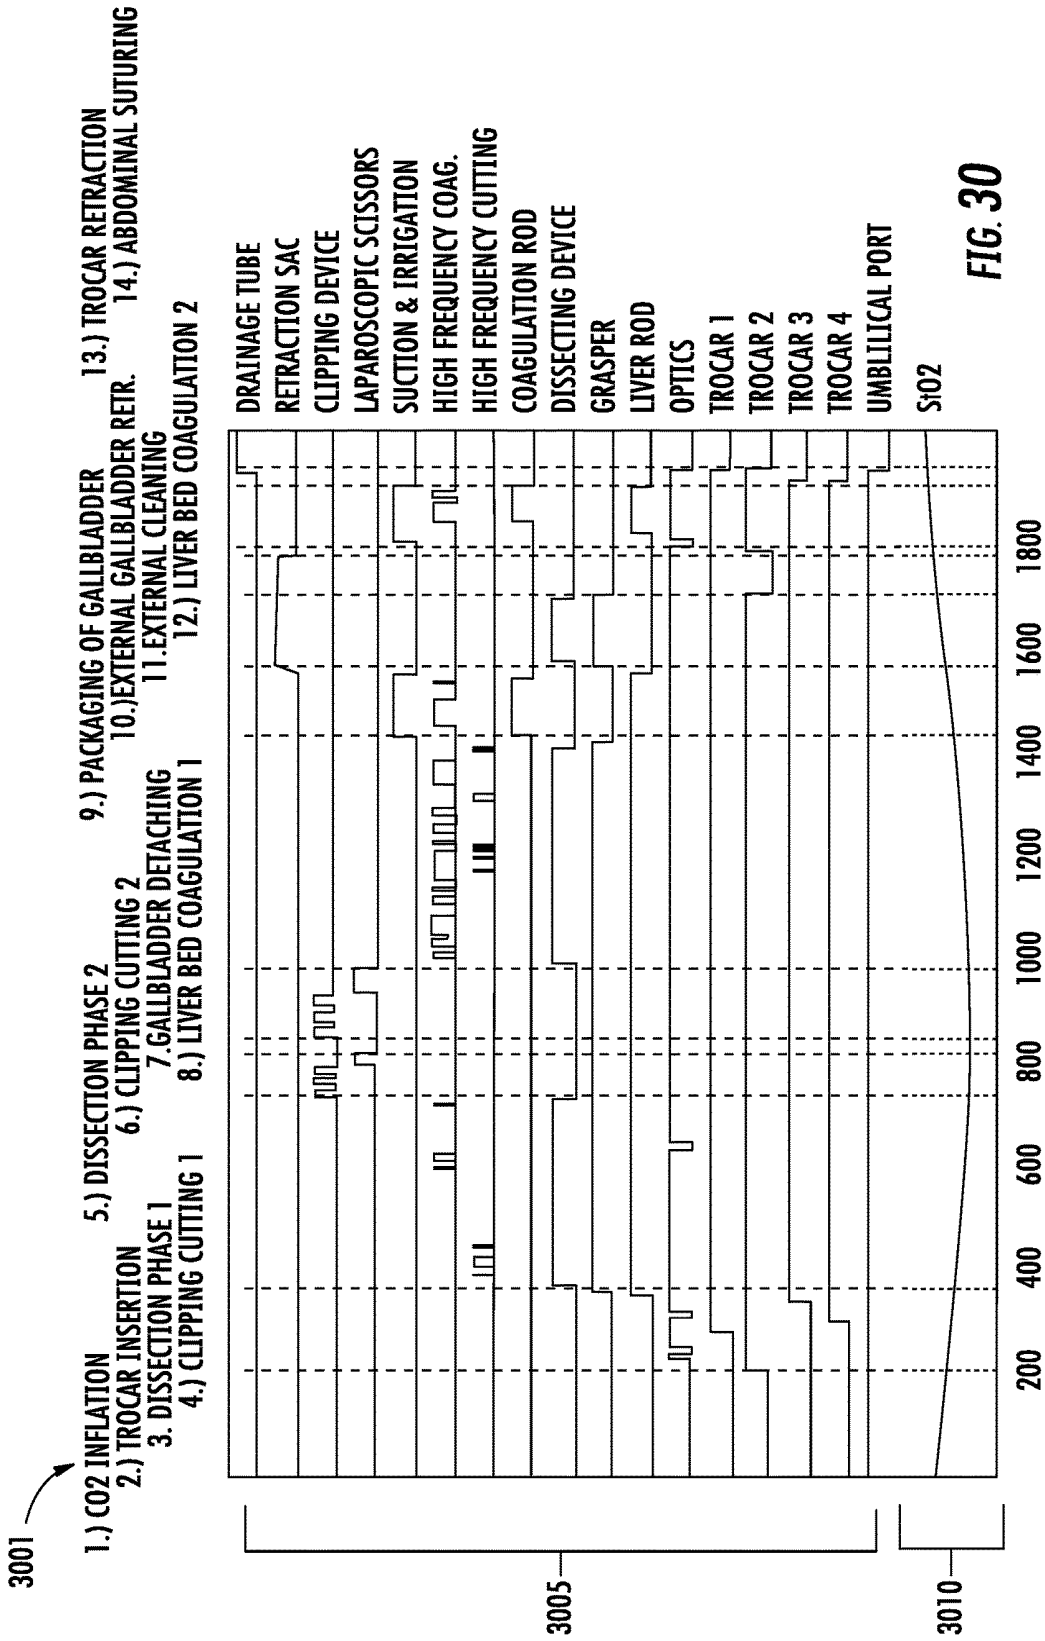 3001
1.) CO2 INFLATION
2.) TROCAR INSERTION
3. DISSECTION PHASE 1
4.) CLIPPING CUTTING 1
5.) DISSECTION PHASE 2
6.) CLIPPING CUTTING 2
7.GALLBLADDER DETACHING
8.) LIVER BED COAGULATION 1
9.) PACKAGING OF GALLBLADDER
10.)EXTERNAL GALLBLADDER RETR.
11.EXTERNAL CLEANING
12.) LIVER BED COAGULATION 2
13.) TROCAR RETRACTION
14.) ABDOMINAL SUTURING
DRAINAGE TUBE
RETRACTION SAC
CLIPPING DEVICE
LAPAROSCOPIC SCISSORS
SUCTION & IRRIGATION
HIGH FREQUENCY COAG.
HIGH FREQUENCY CUTTING
COAGULATION ROD
DISSECTING DEVICE
GRASPER
LIVER ROD
OPTICS
TROCAR 1
TROCAR 2
TROCAR 3
TROCAR 4
UMBLILICAL PORT
StO2
3005
3010
200 400 600 800 1000 1200 1400 1600 1800
FIG. 30